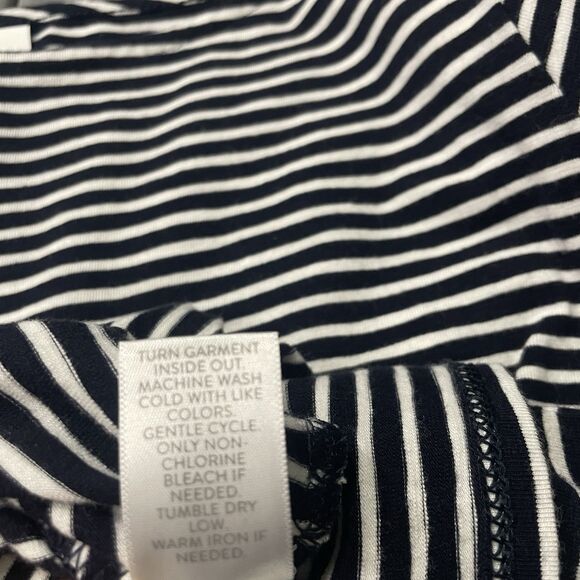 TURN GARMENT
INSIDE OUT.
MACHINE WASH
COLD WITH LIKE
COLORS.
GENTLE CYCLE.
ONLY NON-
CHLORINE
BLEACH IF
NEEDED.
TUMBLE DRY
LOW.
WARM IRON IF
NEEDED.